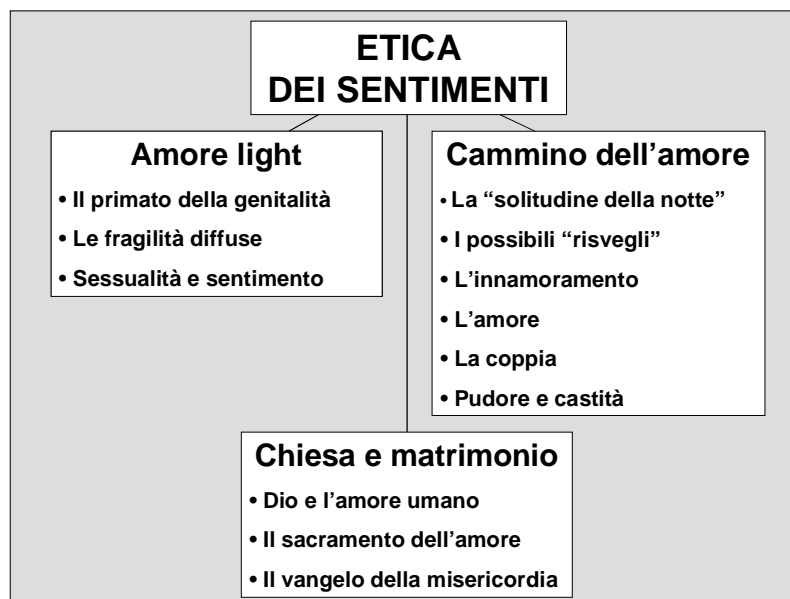 ETICA
DEI SENTIMENTI
Amore light
• Il primato della genitalità
• Le fragilità diffuse
• Sessualità e sentimento
Cammino dell’amore
• La “solitudine della notte”
• I possibili “risvegli”
• L’innamoramento
• L’amore
• La coppia
• Pudore e castità
Chiesa e matrimonio
• Dio e l’amore umano
• Il sacramento dell’amore
• Il vangelo della misericordia